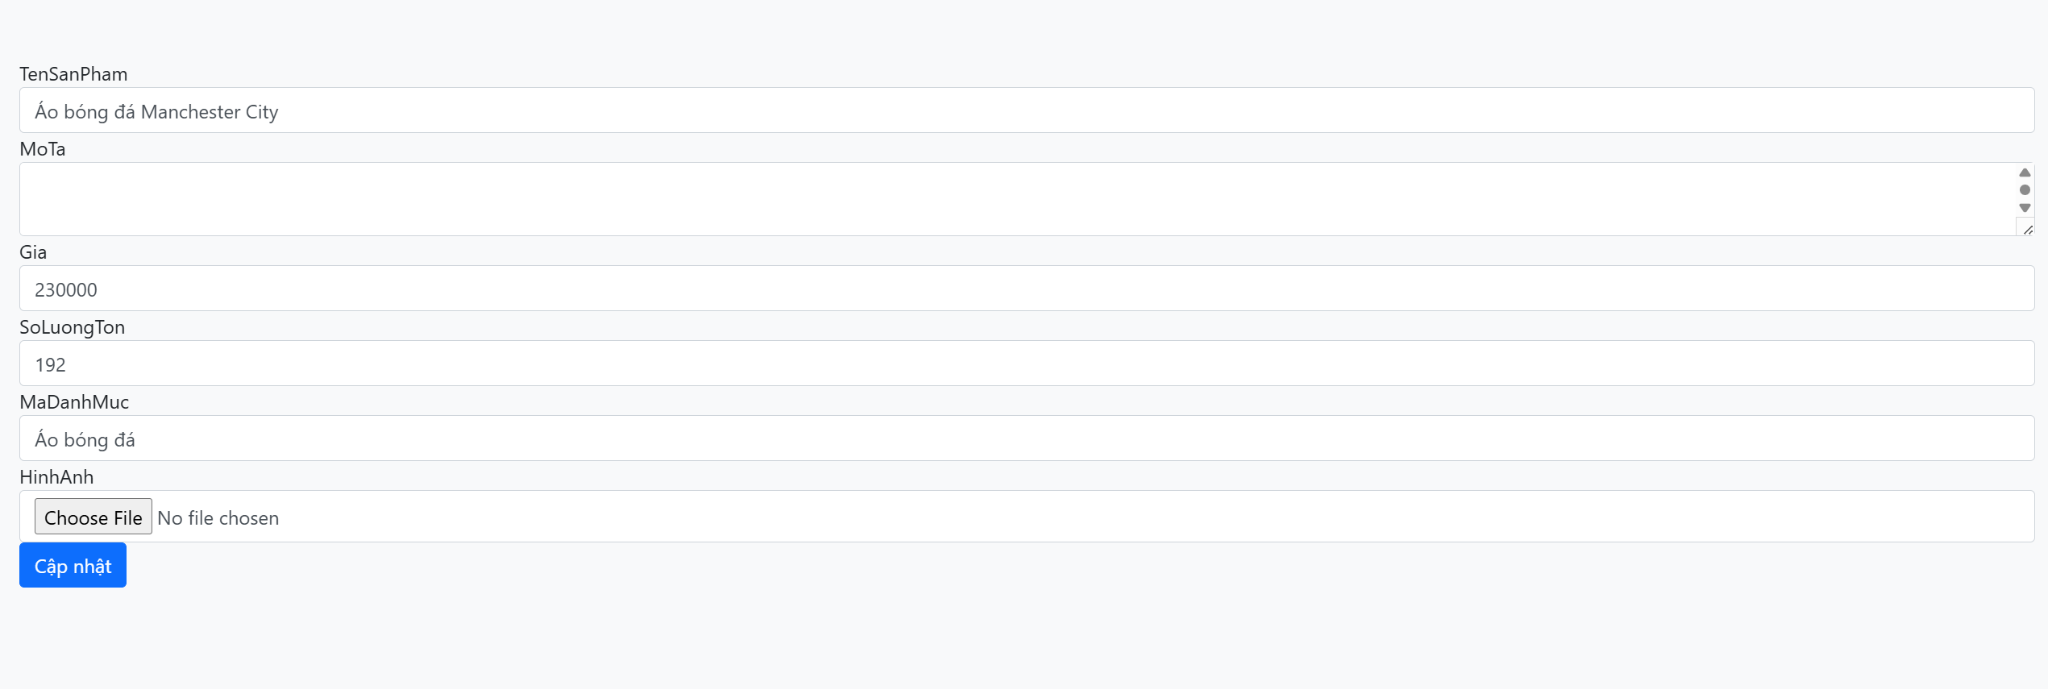 TenSanPham
Áo bóng đá Manchester City
MoTa
Gia
230000
SoLuongTon
192
MaDanhMuc
Áo bóng đá
HinhAnh
Choose File No file chosen
Cập nhật